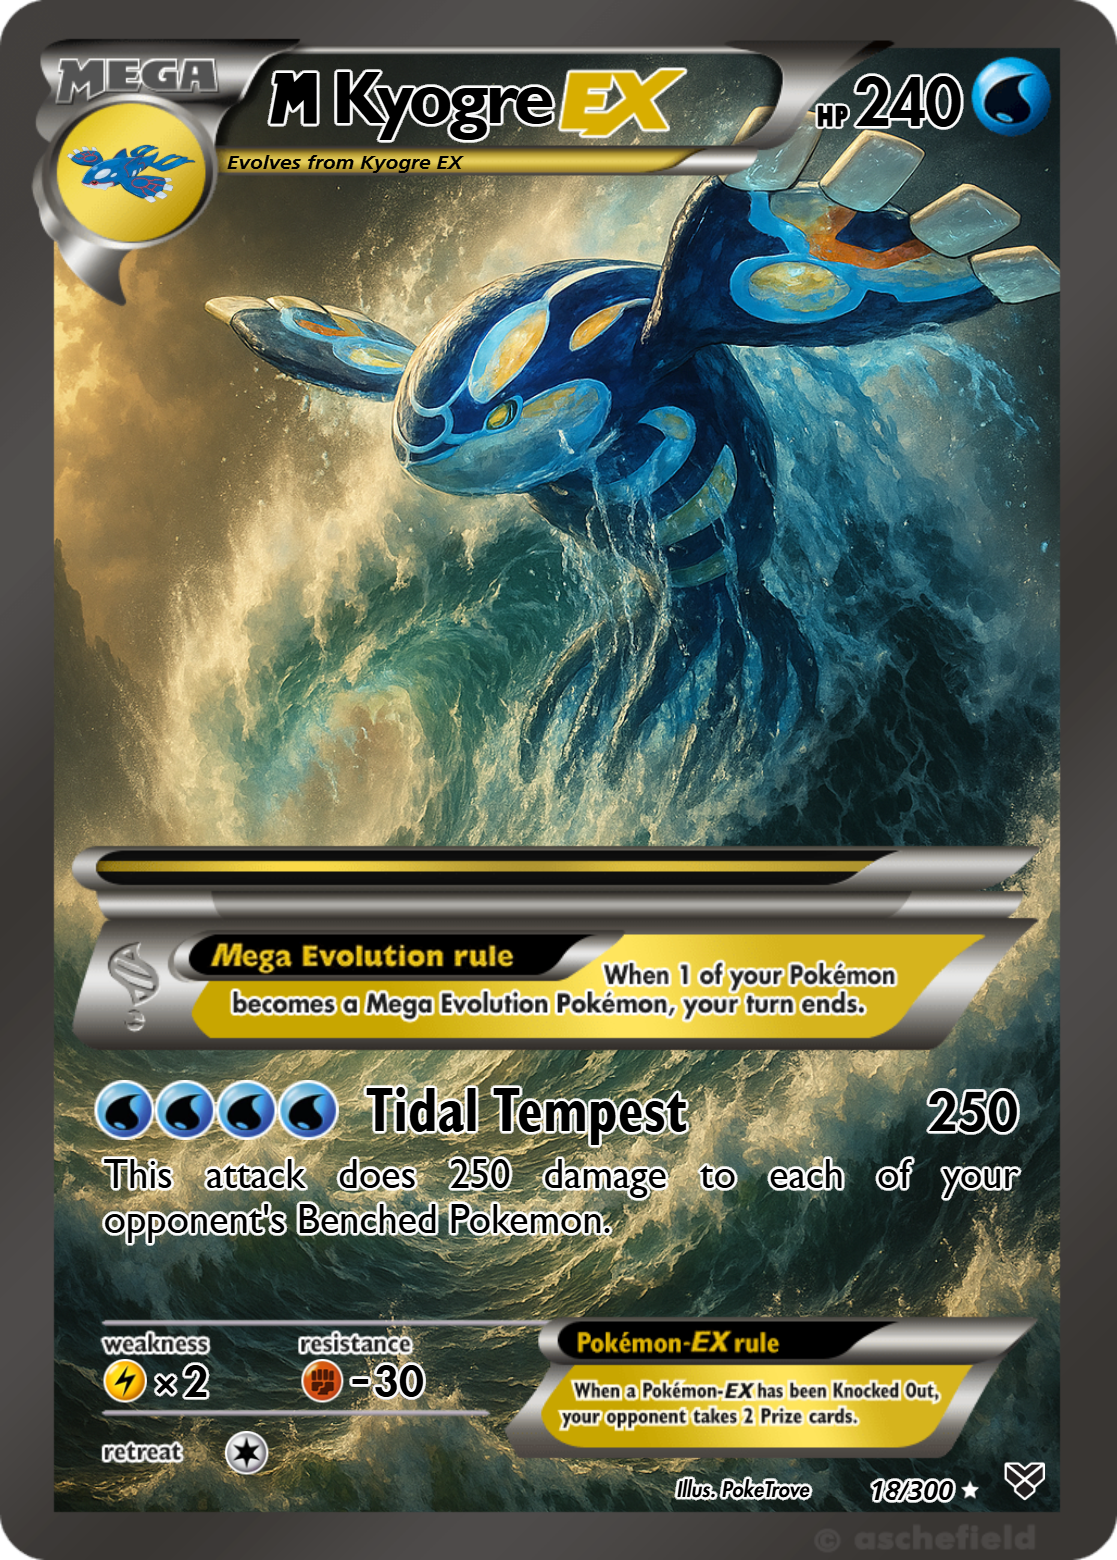 MEGA
M Kyogre EX
HP 240
Evolves from Kyogre EX
Mega Evolution rule
When 1 of your Pokémon
becomes a Mega Evolution Pokémon, your turn ends.
Tidal Tempest 250
This attack does 250 damage to each of your
opponent's Benched Pokemon.
weakness resistance
×2 -30
Pokémon-EX rule
When a Pokémon-EX has been Knocked Out,
your opponent takes 2 Prize cards.
retreat
Illus. PokeTrove 18/300
© aschefield